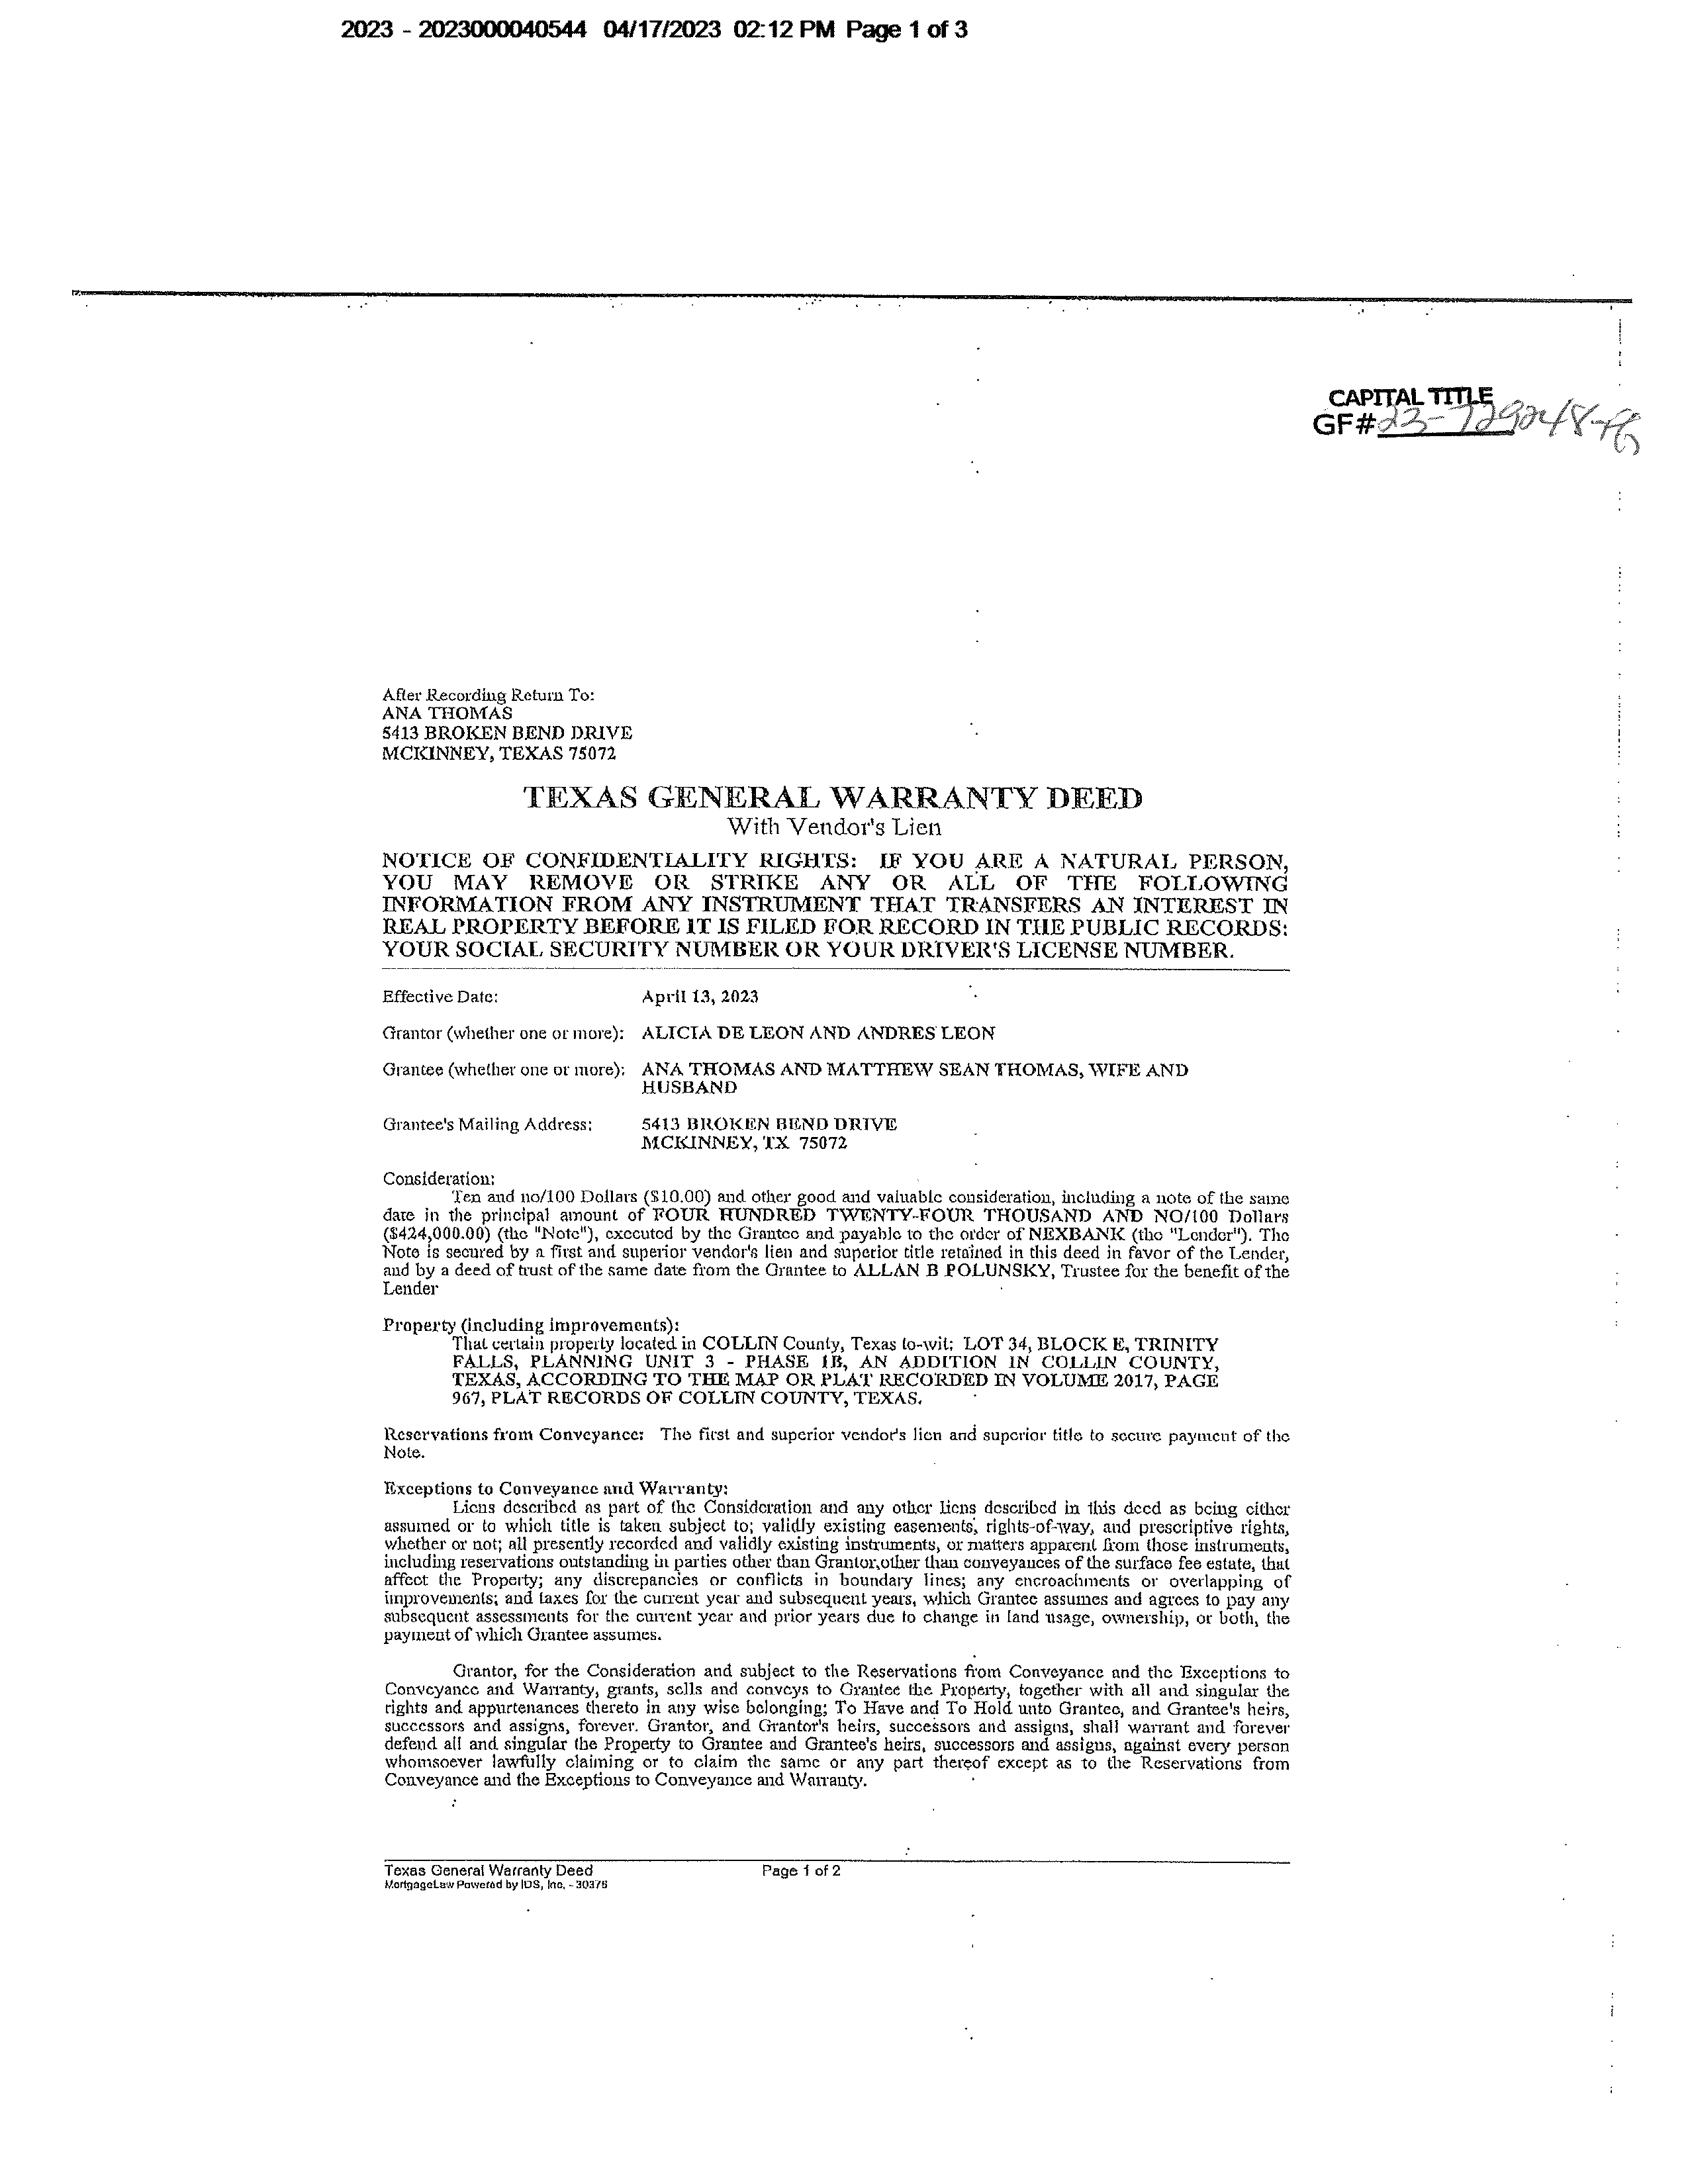 2023 - 2023000040544 04/17/2023 02:12 PM Page 1 of 3
CAPITAL TITLE
GF# 23-729248-
After Recording Return To:
ANA THOMAS
5413 BROKEN BEND DRIVE
MCKINNEY, TEXAS 75072
TEXAS GENERAL WARRANTY DEED
With Vendor's Lien
NOTICE OF CONFIDENTIALITY RIGHTS: IF YOU ARE A NATURAL PERSON,
YOU MAY REMOVE OR STRIKE ANY OR ALL OF THE FOLLOWING
INFORMATION FROM ANY INSTRUMENT THAT TRANSFERS AN INTEREST IN
REAL PROPERTY BEFORE IT IS FILED FOR RECORD IN THE PUBLIC RECORDS:
YOUR SOCIAL SECURITY NUMBER OR YOUR DRIVER'S LICENSE NUMBER.
Effective Date: April 13, 2023
Grantor (whether one or more): ALICIA DE LEON AND ANDRES LEON
Grantee (whether one or more): ANA THOMAS AND MATTHEW SEAN THOMAS, WIFE AND
HUSBAND
Grantee's Mailing Address: 5413 BROKEN BEND DRIVE
MCKINNEY, TX 75072
Consideration:
Ten and no/100 Dollars ($10.00) and other good and valuable consideration, including a note of the same
date in the principal amount of FOUR HUNDRED TWENTY-FOUR THOUSAND AND NO/100 Dollars
($424,000.00) (the "Note"), executed by the Grantee and payable to the order of NEXBANK (the "Lender"). The
Note is secured by a first and superior vendor's lien and superior title retained in this deed in favor of the Lender,
and by a deed of trust of the same date from the Grantee to ALLAN B POLUNSKY, Trustee for the benefit of the
Lender
Property (including improvements):
That certain property located in COLLIN County, Texas to-wit: LOT 34, BLOCK E, TRINITY
FALLS, PLANNING UNIT 3 - PHASE 1B, AN ADDITION IN COLLIN COUNTY,
TEXAS, ACCORDING TO THE MAP OR PLAT RECORDED IN VOLUME 2017, PAGE
967, PLAT RECORDS OF COLLIN COUNTY, TEXAS.
Reservations from Conveyance: The first and superior vendor's lien and superior title to secure payment of the
Note.
Exceptions to Conveyance and Warranty:
Liens described as part of the Consideration and any other liens described in this deed as being either
assumed or to which title is taken subject to; validly existing easements, rights-of-way, and prescriptive rights,
whether or not; all presently recorded and validly existing instruments, or matters apparent from those instruments,
including reservations outstanding in parties other than Grantor,other than conveyances of the surface fee estate, that
affect the Property; any discrepancies or conflicts in boundary lines; any encroachments or overlapping of
improvements; and taxes for the current year and subsequent years, which Grantee assumes and agrees to pay any
subsequent assessments for the current year and prior years due to change in land usage, ownership, or both, the
payment of which Grantee assumes.
Grantor, for the Consideration and subject to the Reservations from Conveyance and the Exceptions to
Conveyance and Warranty, grants, sells and conveys to Grantee the Property, together with all and singular the
rights and appurtenances thereto in any wise belonging; To Have and To Hold unto Grantee, and Grantee's heirs,
successors and assigns, forever. Grantor, and Grantor's heirs, successors and assigns, shall warrant and forever
defend all and singular the Property to Grantee and Grantee's heirs, successors and assigns, against every person
whomsoever lawfully claiming or to claim the same or any part thereof except as to the Reservations from
Conveyance and the Exceptions to Conveyance and Warranty.
Texas General Warranty Deed Page 1 of 2
MortgageLaw Powered by IDS, Inc. - 30376